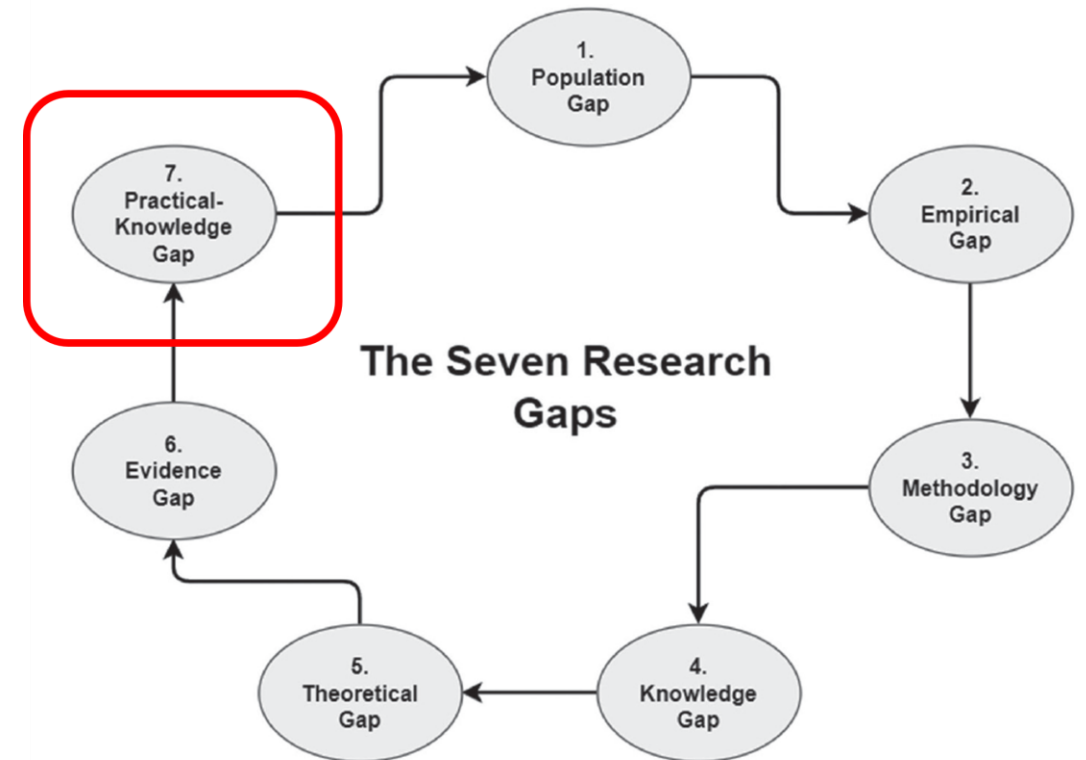 1.
Population
Gap
7.
Practical-
Knowledge
Gap
2.
Empirical
Gap
The Seven Research
Gaps
6.
Evidence
Gap
3.
Methodology
Gap
5.
Theoretical
Gap
4.
Knowledge
Gap